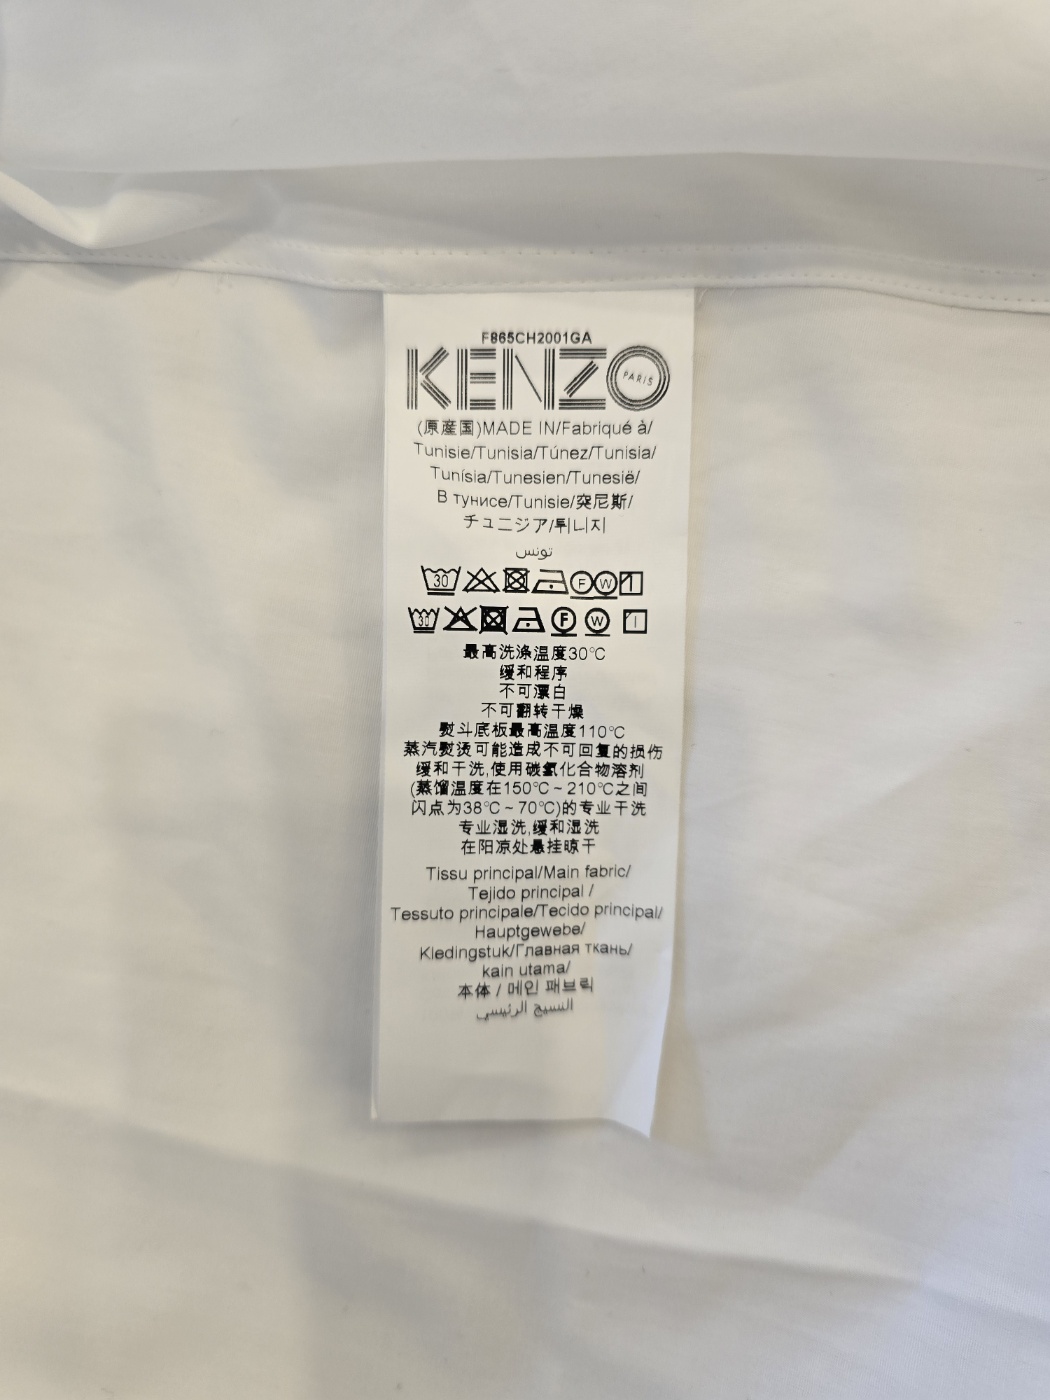 F865CH2001GA
KENZO
PARIS
(原産国)MADE IN/Fabriqué à/
Tunisie/Tunisia/Túnez/Tunisia/
Tunísia/Tunesien/Tunesië/
В тунисе/Tunisie/突尼斯/
チュニジア/튀니지
تونس
30 F W
30 F W
最高洗涤温度30℃
缓和程序
不可漂白
不可翻转干燥
熨斗底板最高温度110℃
蒸汽熨烫可能造成不可回复的损伤
缓和干洗,使用碳氢化合物溶剂
(蒸馏温度在150℃~210℃之间
闪点为38℃~70℃)的专业干洗
专业湿洗,缓和湿洗
在阳凉处悬挂晾干
Tissu principal/Main fabric/
Tejido principal /
Tessuto principale/Tecido principal/
Hauptgewebe/
Kledingstuk/Главная ткань/
kain utama/
本体 / 메인 패브릭
النسيج الرئيسي